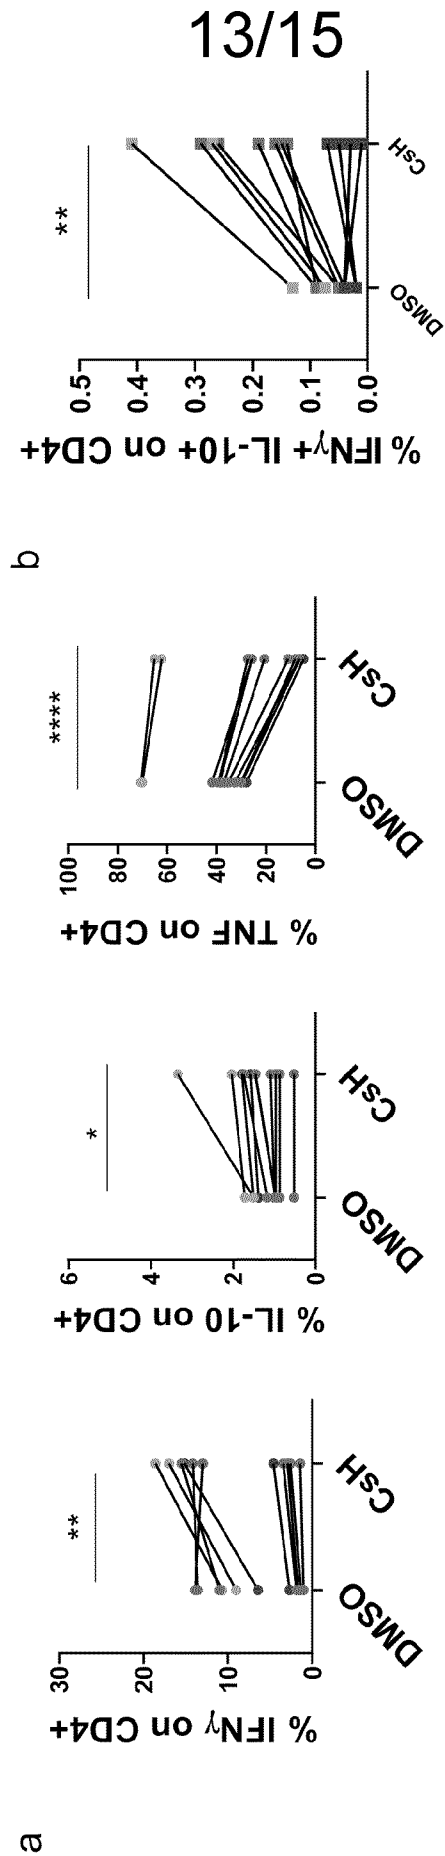 13/15
a
% IFNγ on CD4+
30
20
10
0
**
DMSO
CsH
% IL-10 on CD4+
6
4
2
0
*
DMSO
CsH
% TNF on CD4+
100
80
60
40
20
0
****
DMSO
CsH
b
% IFNγ+ IL-10+ on CD4+
0.5
0.4
0.3
0.2
0.1
0.0
**
DMSO
CsH